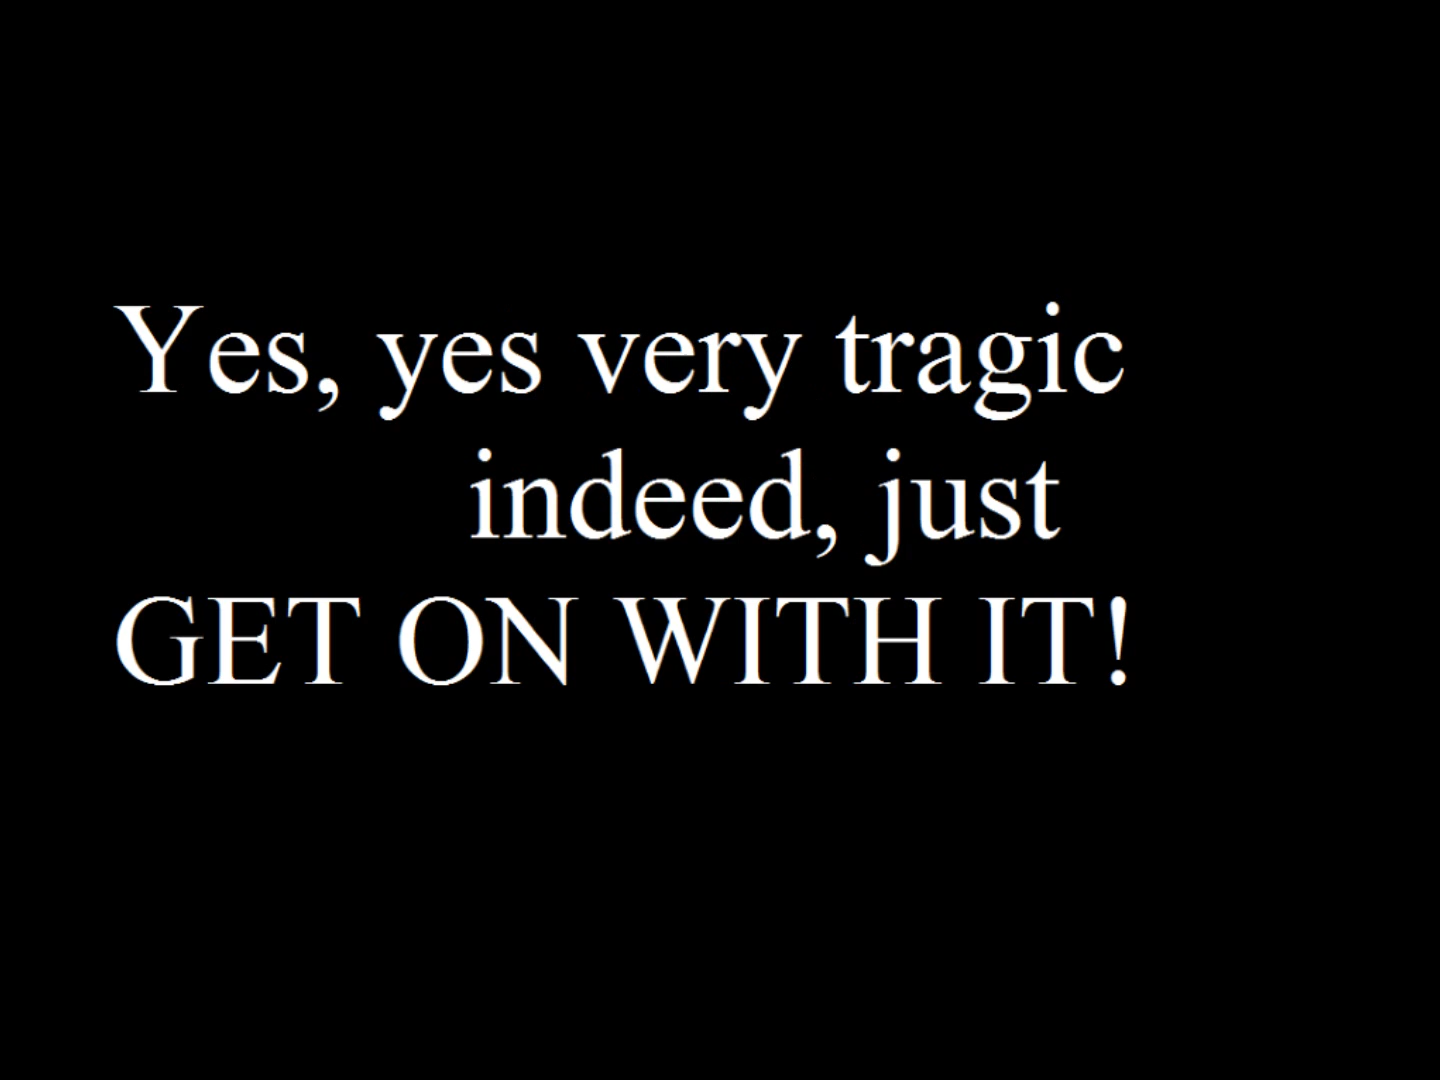 Yes, yes very tragic
indeed, just
GET ON WITH IT!